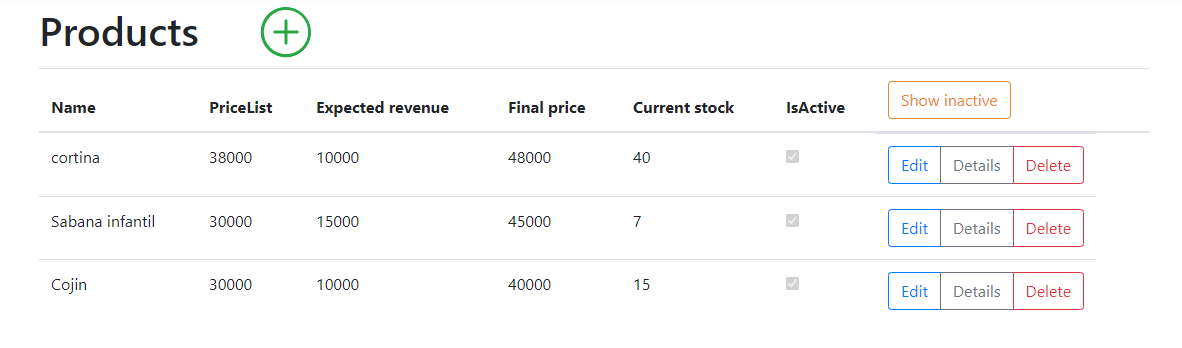 Products
Name PriceList Expected revenue Final price Current stock IsActive Show inactive
cortina 38000 10000 48000 40 Edit Details Delete
Sabana infantil 30000 15000 45000 7 Edit Details Delete
Cojin 30000 10000 40000 15 Edit Details Delete